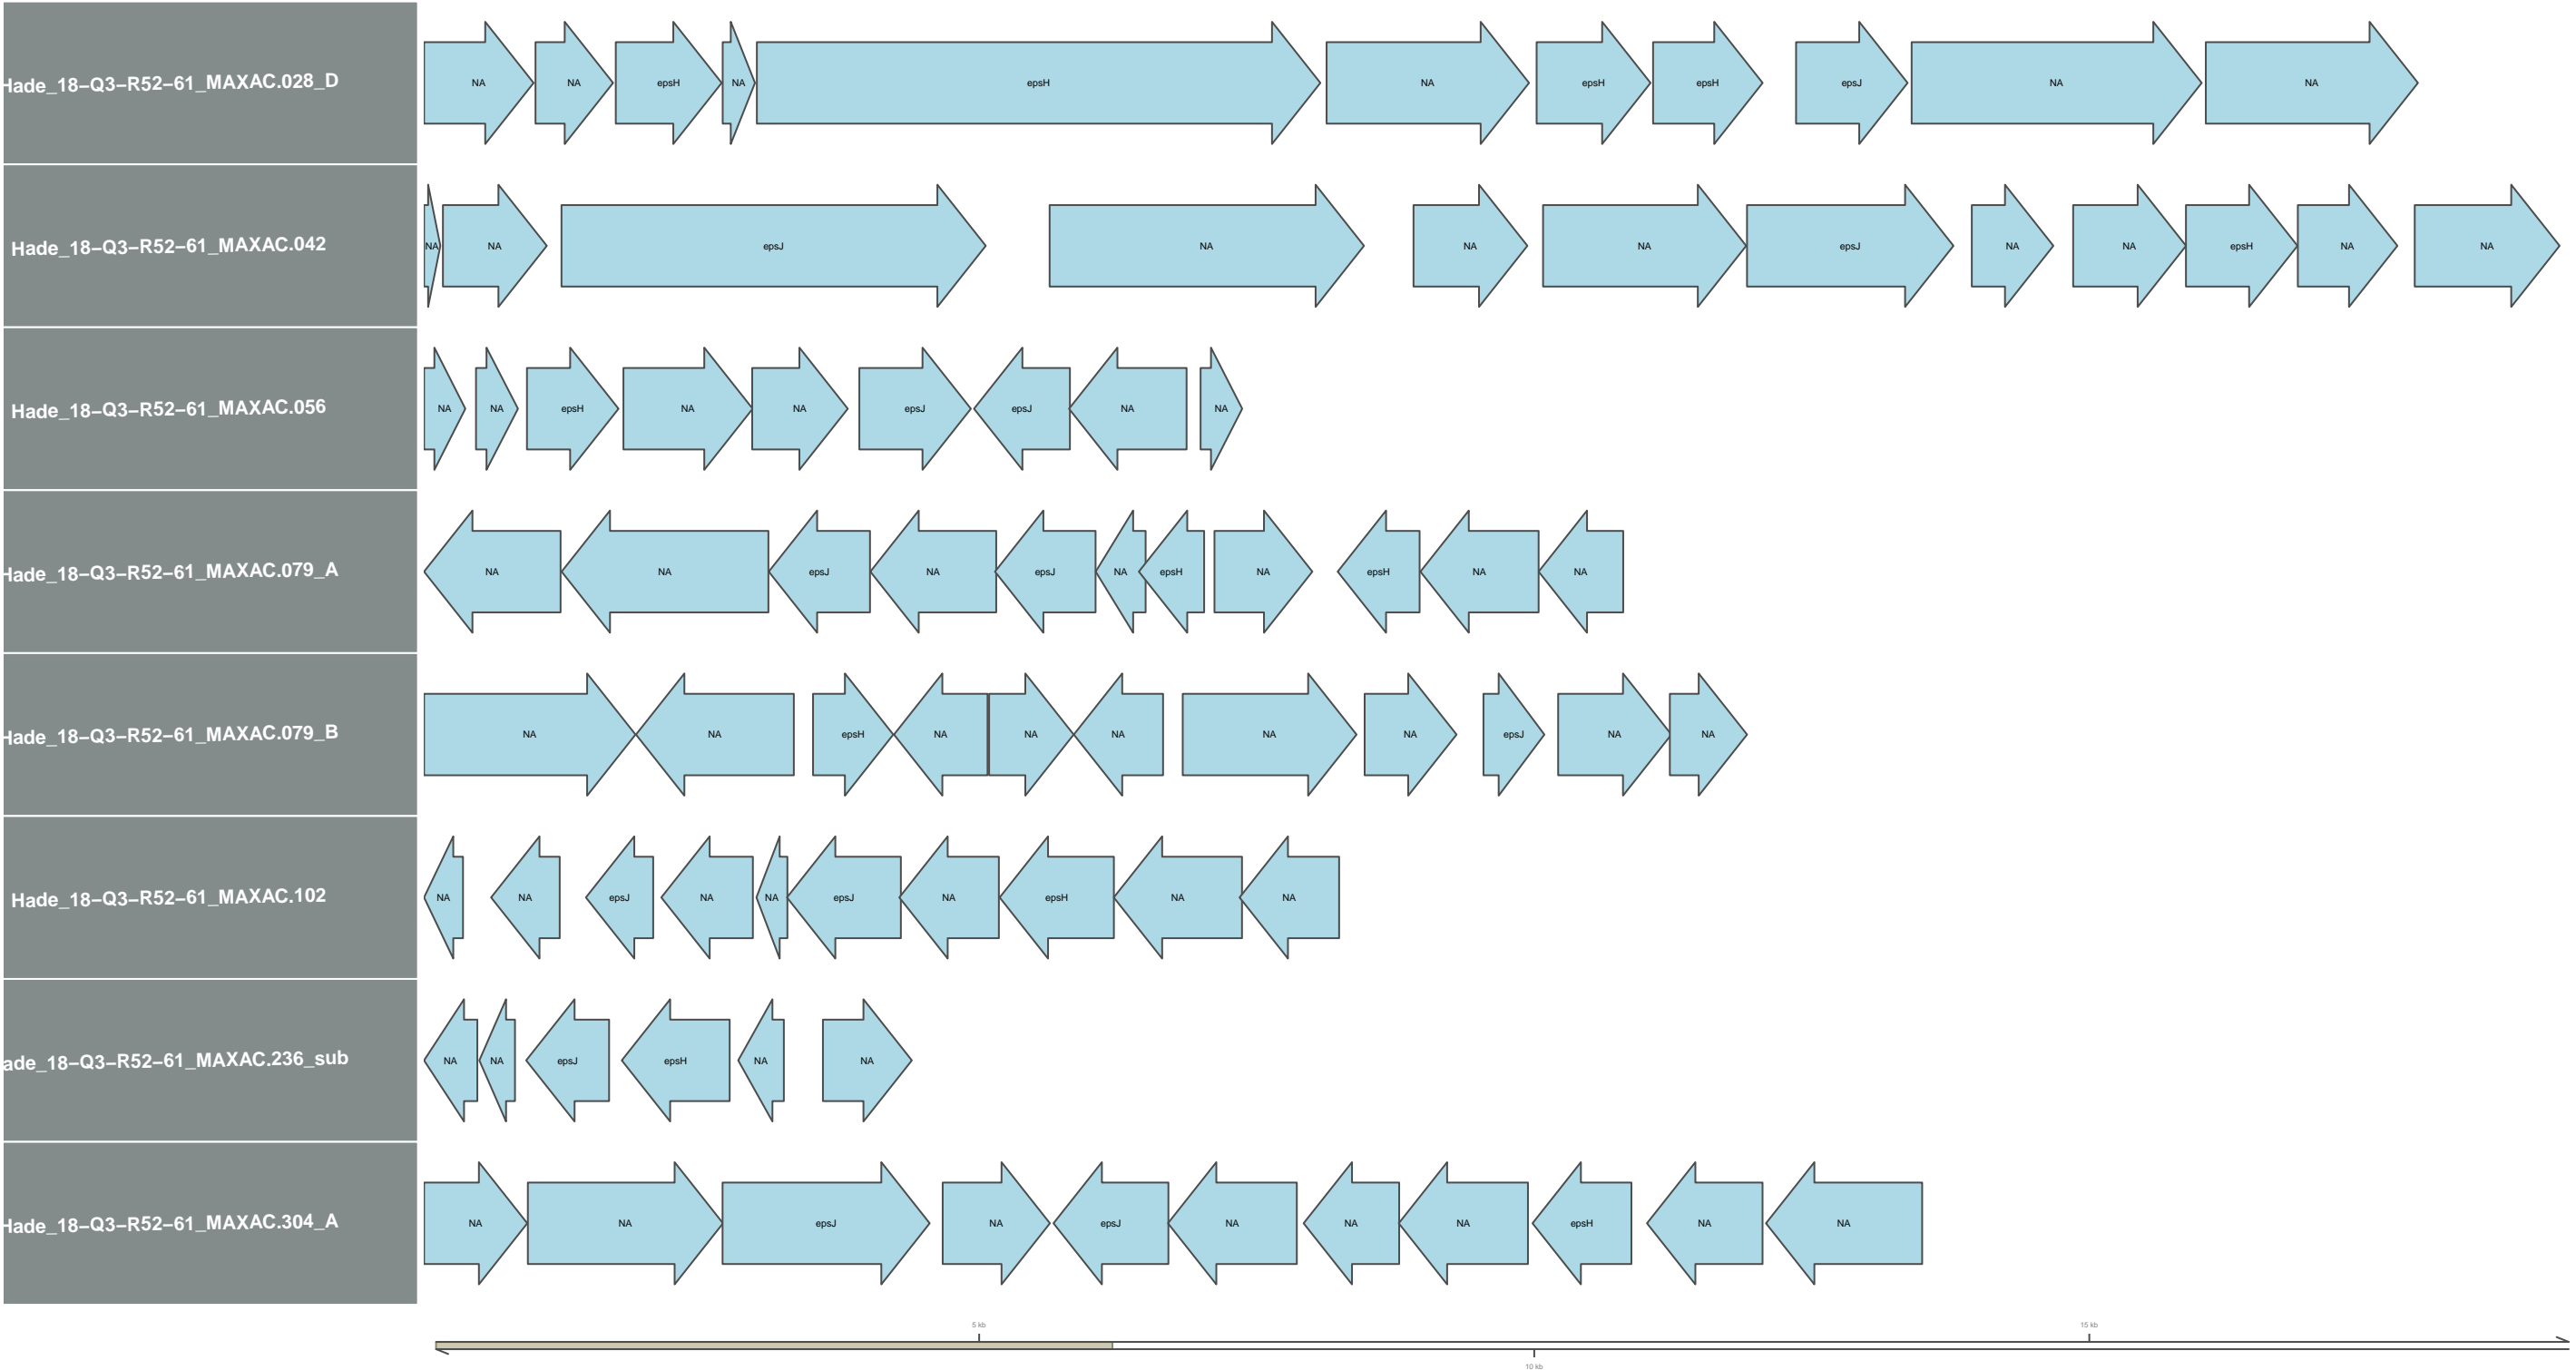 Hade_18−Q3−R52−61_MAXAC.028_D
NA NA epsH NA epsH NA epsH epsH epsJ NA NA
Hade_18−Q3−R52−61_MAXAC.042
NA NA epsJ NA NA NA epsJ NA NA epsH NA NA
Hade_18−Q3−R52−61_MAXAC.056
NA NA epsH NA NA epsJ epsJ NA NA
Hade_18−Q3−R52−61_MAXAC.079_A
NA NA epsJ NA epsJ NA epsH NA epsH NA NA
Hade_18−Q3−R52−61_MAXAC.079_B
NA NA epsH NA NA NA NA NA epsJ NA NA
Hade_18−Q3−R52−61_MAXAC.102
NA NA epsJ NA NA epsJ NA epsH NA NA
ade_18−Q3−R52−61_MAXAC.236_sub
NA NA epsJ epsH NA NA
Hade_18−Q3−R52−61_MAXAC.304_A
NA NA epsJ NA epsJ NA NA NA epsH NA NA
5 kb 15 kb
10 kb